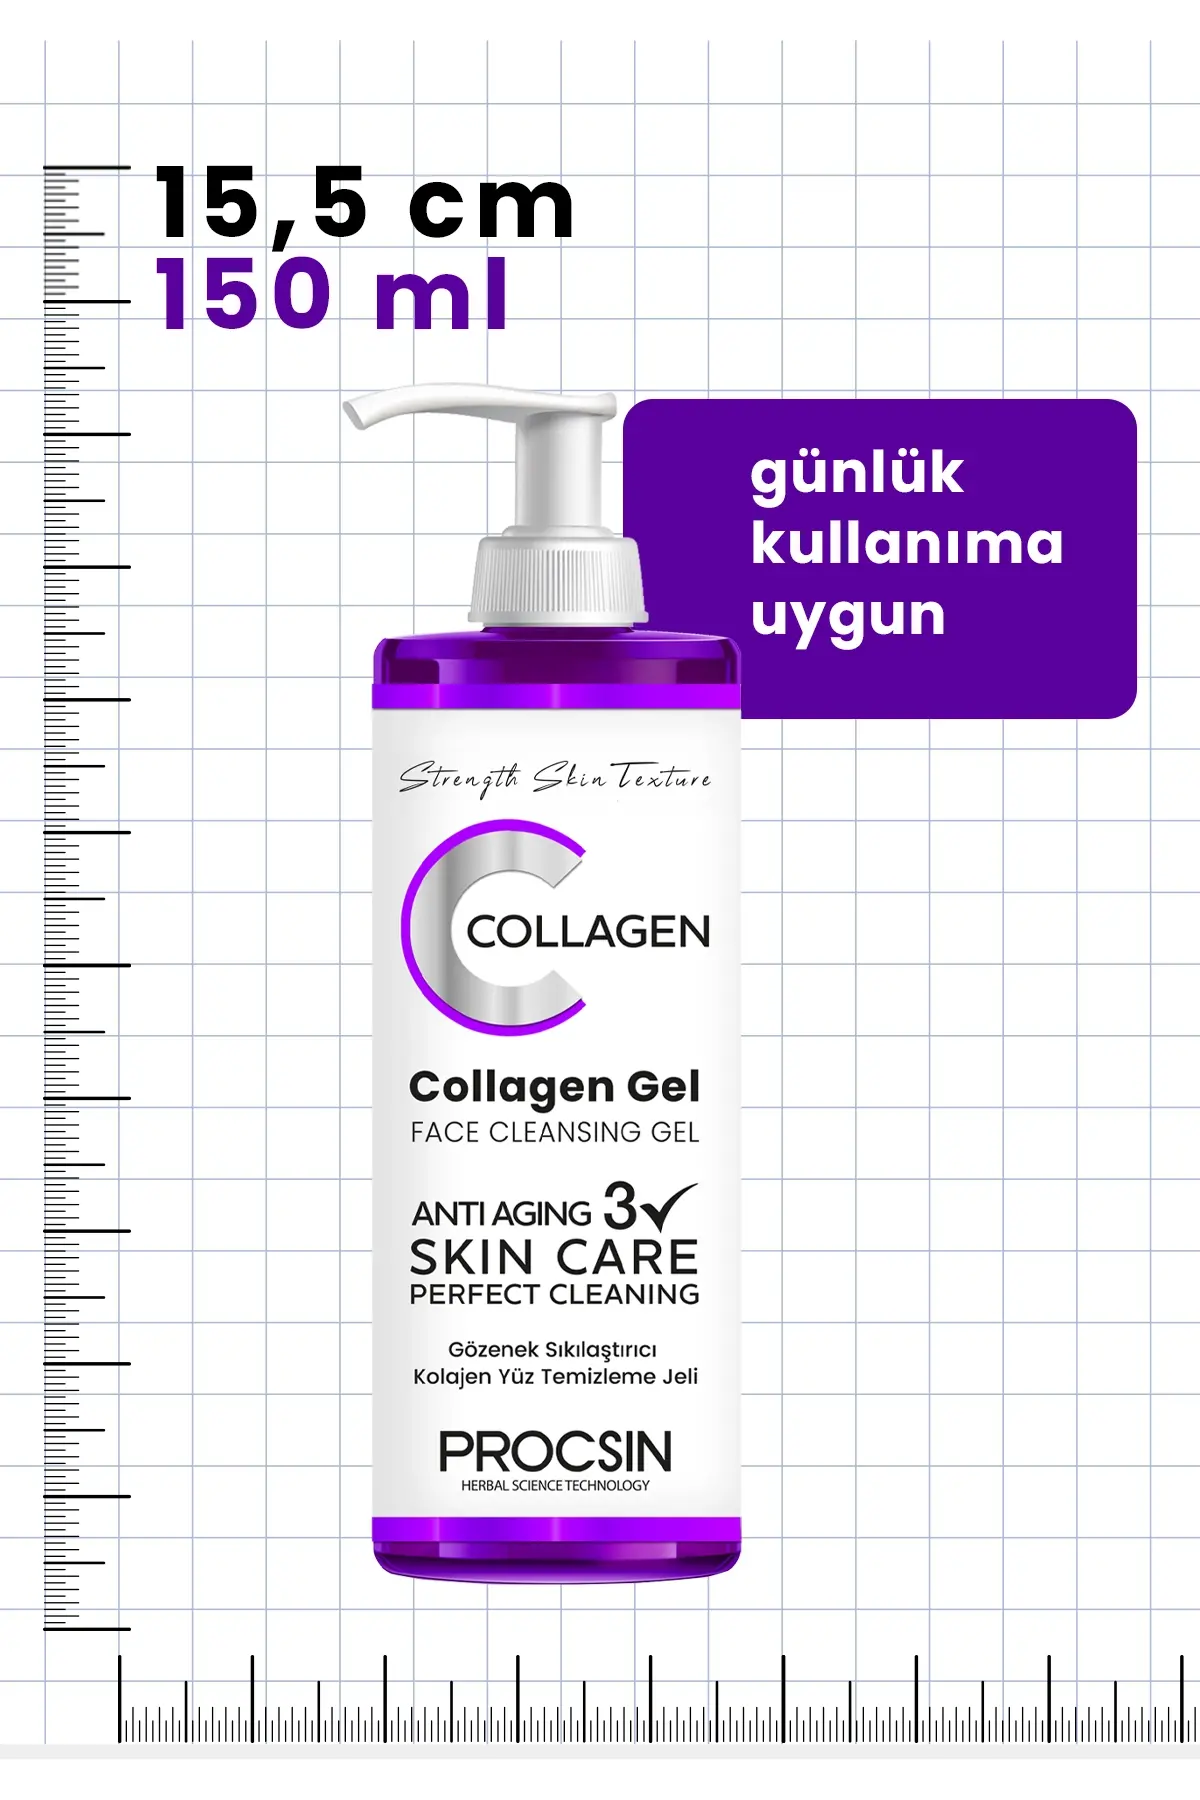 15,5 cm
150 ml
günlük
kullanıma
uygun
Strength Skin Texture
COLLAGEN
Collagen Gel
FACE CLEANSING GEL
ANTI AGING 3✓
SKIN CARE
PERFECT CLEANING
Gözenek Sıkılaştırıcı
Kolajen Yüz Temizleme Jeli
PROCSIN
HERBAL SCIENCE TECHNOLOGY